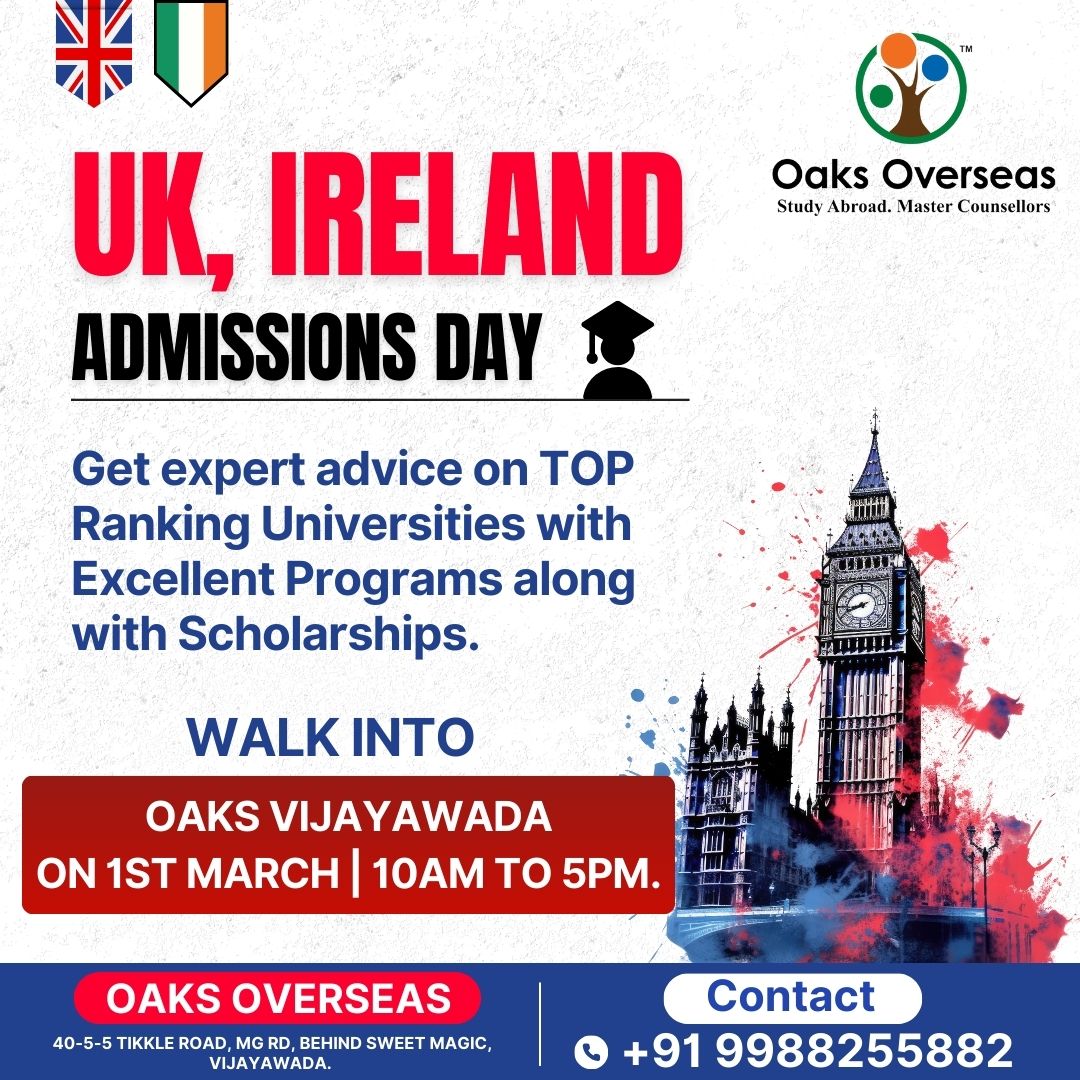 UK, IRELAND
ADMISSIONS DAY
TM
Oaks Overseas
Study Abroad. Master Counsellors
Get expert advice on TOP
Ranking Universities with
Excellent Programs along
with Scholarships.
WALK INTO
OAKS VIJAYAWADA
ON 1ST MARCH | 10AM TO 5PM.
OAKS OVERSEAS
40-5-5 TIKKLE ROAD, MG RD, BEHIND SWEET MAGIC,
VIJAYAWADA.
Contact
+91 9988255882